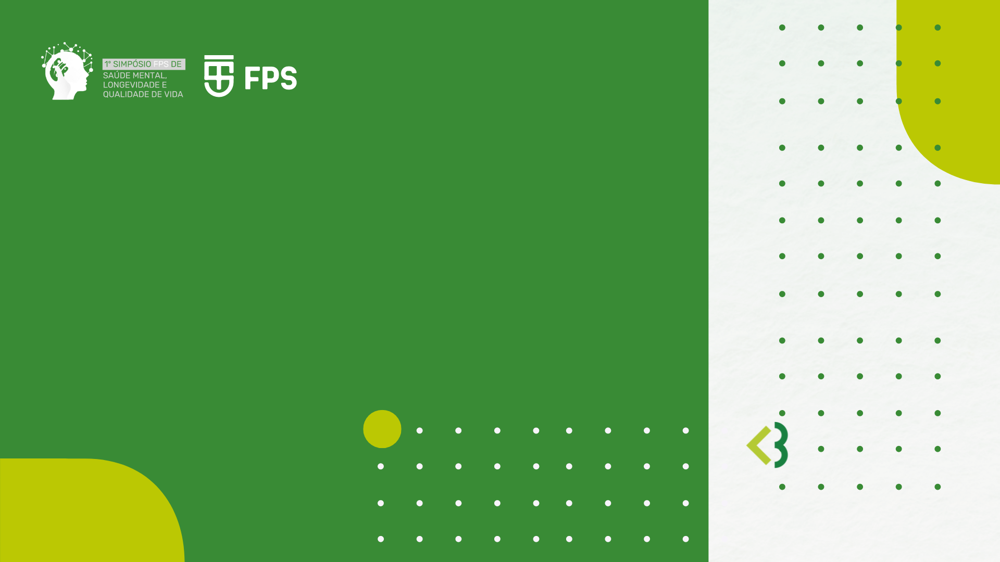 1º SIMPÓSIO FPS DE
SAÚDE MENTAL,
LONGEVIDADE E
QUALIDADE DE VIDA
FPS